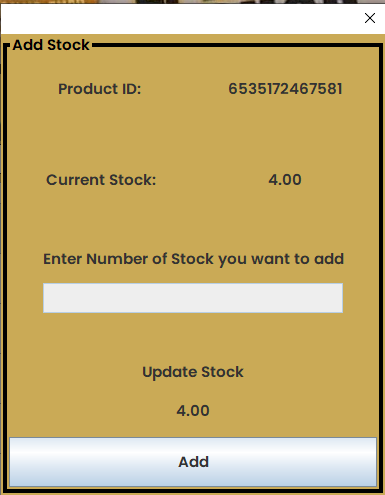 Add Stock
Product ID: 6535172467581
Current Stock: 4.00
Enter Number of Stock you want to add
Update Stock
4.00
Add